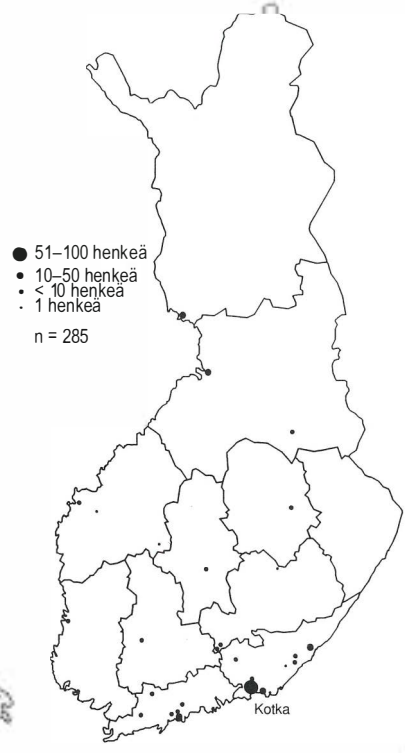 51–100 henkeä
10–50 henkeä
< 10 henkeä
1 henkeä
n = 285
Kotka